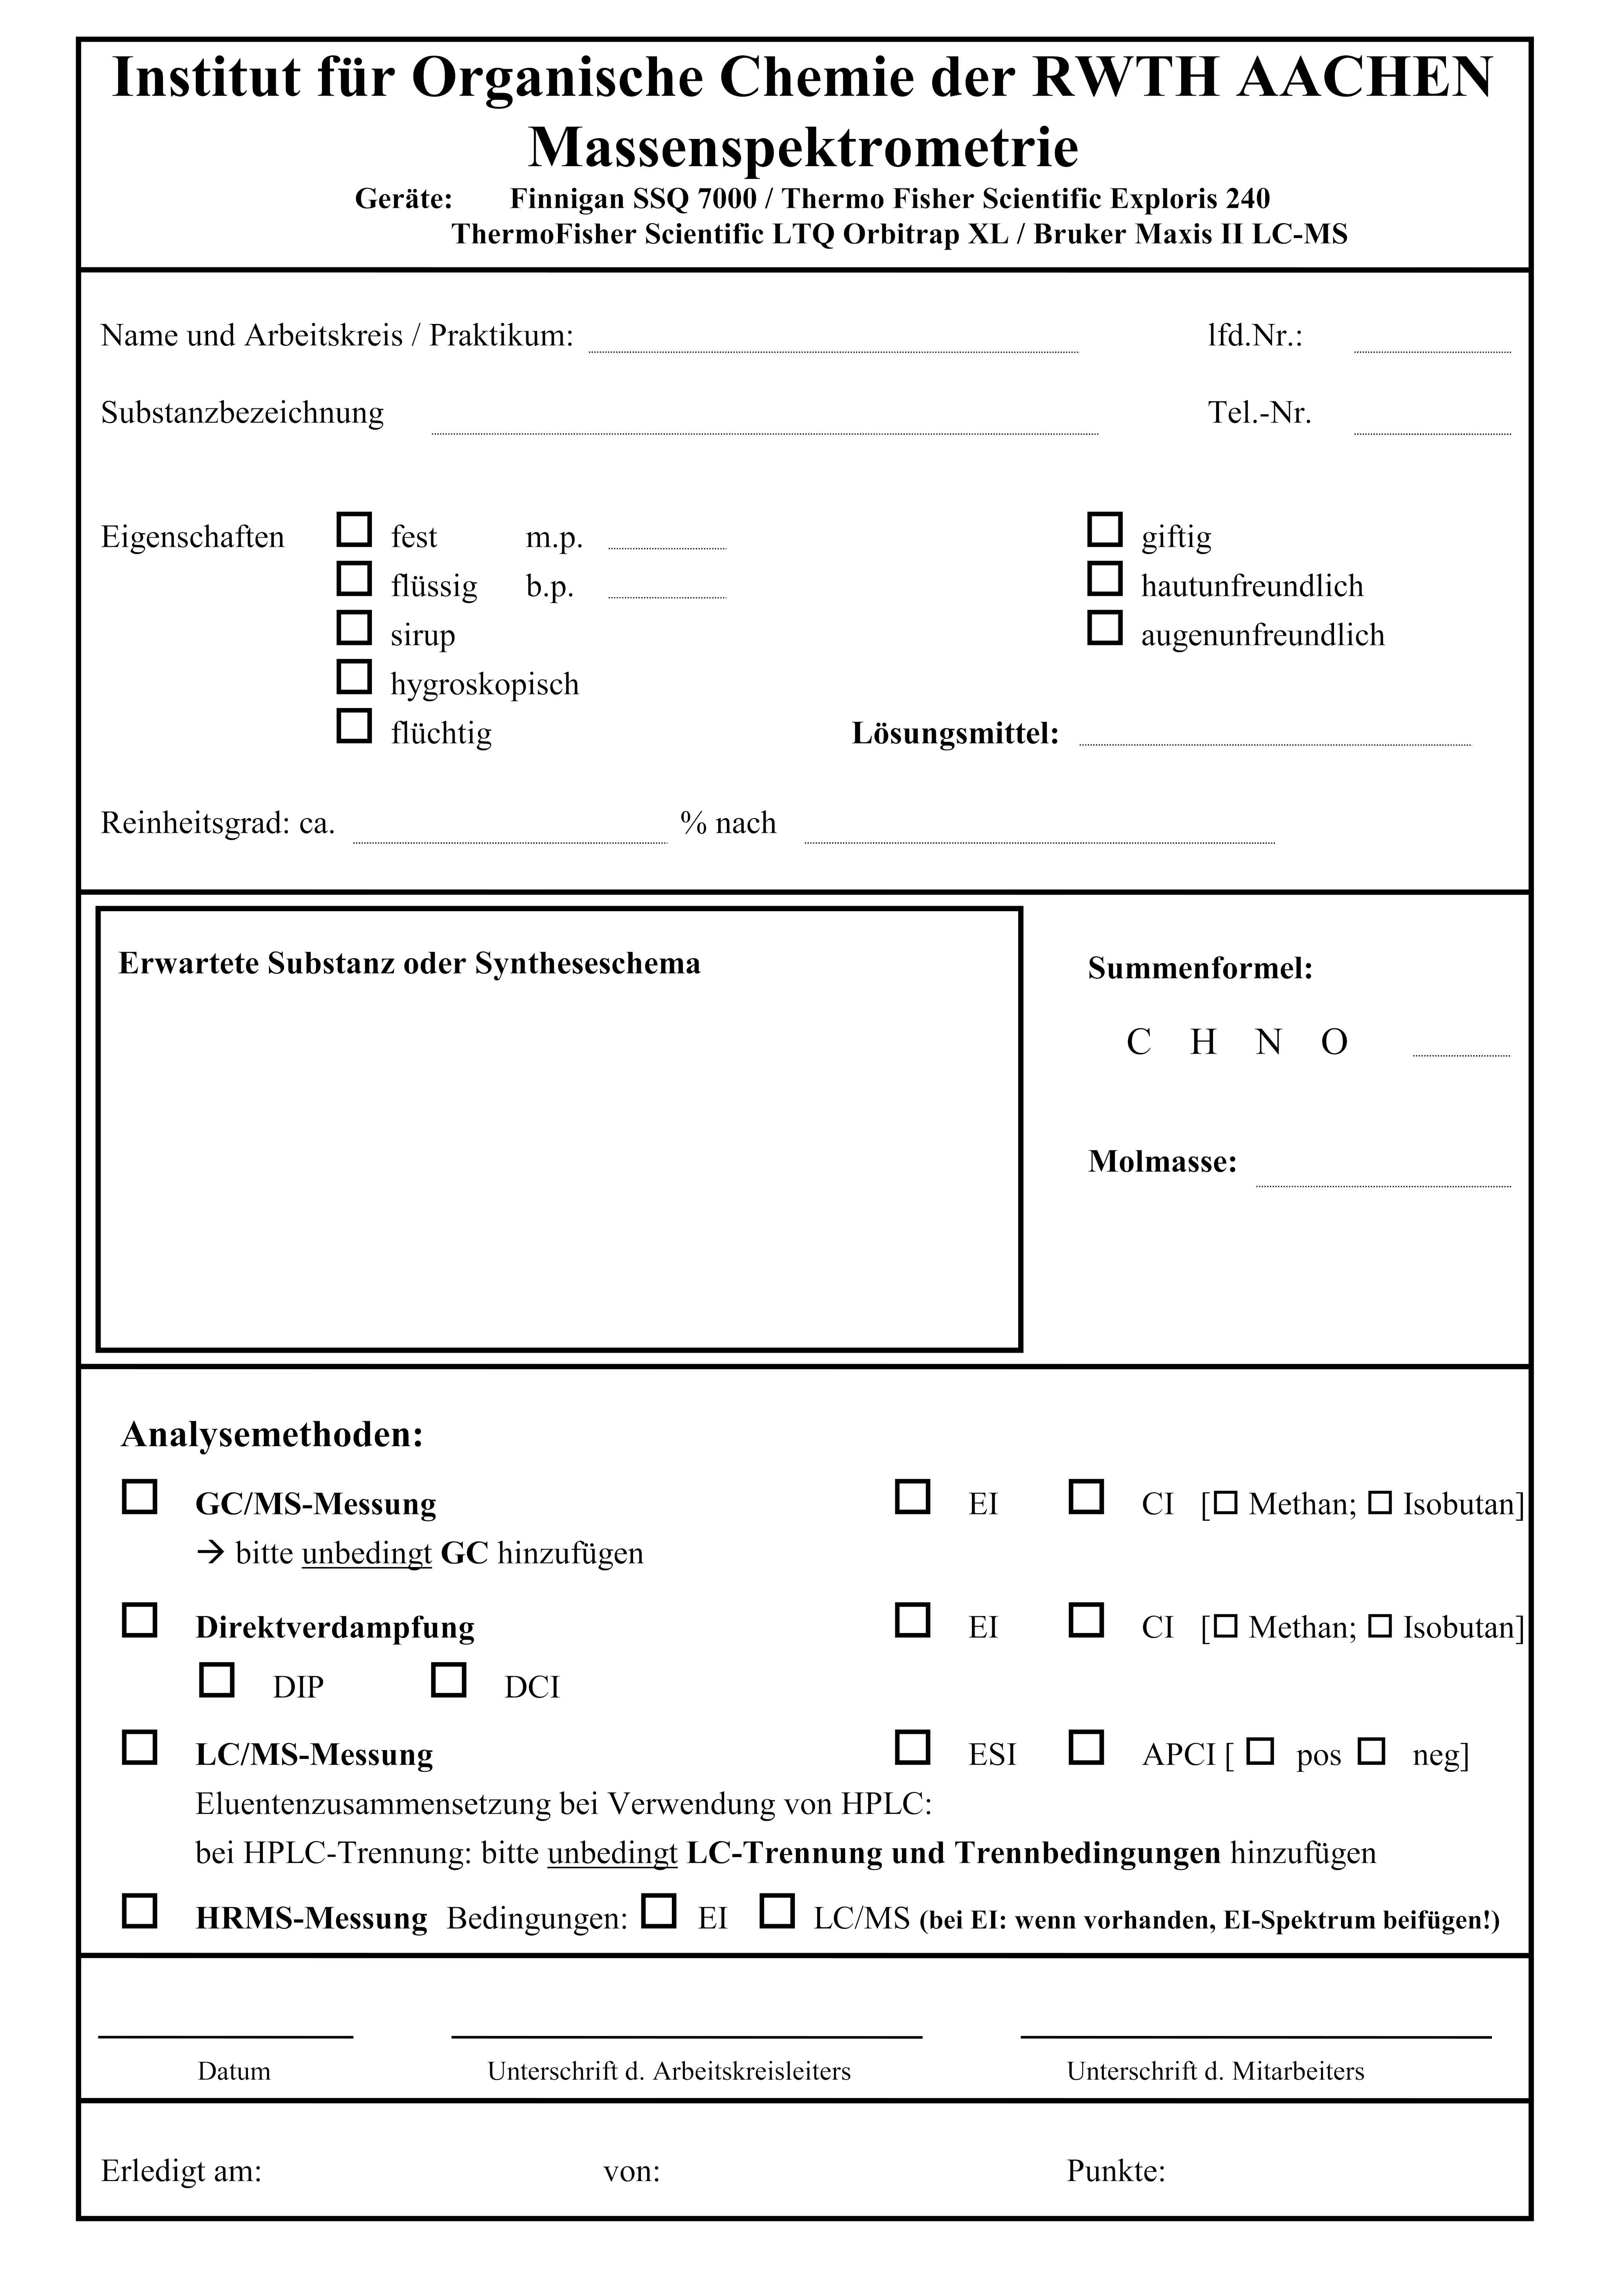 Institut für Organische Chemie der RWTH AACHEN
Massenspektrometrie
Geräte: Finnigan SSQ 7000 / Thermo Fisher Scientific Exploris 240
ThermoFisher Scientific LTQ Orbitrap XL / Bruker Maxis II LC-MS
Name und Arbeitskreis / Praktikum: lfd.Nr.:
Substanzbezeichnung Tel.-Nr.
Eigenschaften ☐ fest m.p. ☐ giftig
☐ flüssig b.p. ☐ hautunfreundlich
☐ sirup ☐ augenunfreundlich
☐ hygroskopisch
☐ flüchtig Lösungsmittel:
Reinheitsgrad: ca. % nach
Erwartete Substanz oder Syntheseschema
Summenformel:
C H N O
Molmasse:
Analysemethoden:
☐ GC/MS-Messung ☐ EI ☐ CI [☐ Methan; ☐ Isobutan]
→ bitte unbedingt GC hinzufügen
☐ Direktverdampfung ☐ EI ☐ CI [☐ Methan; ☐ Isobutan]
☐ DIP ☐ DCI
☐ LC/MS-Messung ☐ ESI ☐ APCI [ ☐ pos ☐ neg]
Eluentenzusammensetzung bei Verwendung von HPLC:
bei HPLC-Trennung: bitte unbedingt LC-Trennung und Trennbedingungen hinzufügen
☐ HRMS-Messung Bedingungen: ☐ EI ☐ LC/MS (bei EI: wenn vorhanden, EI-Spektrum beifügen!)
Datum Unterschrift d. Arbeitskreisleiters Unterschrift d. Mitarbeiters
Erledigt am: von: Punkte: